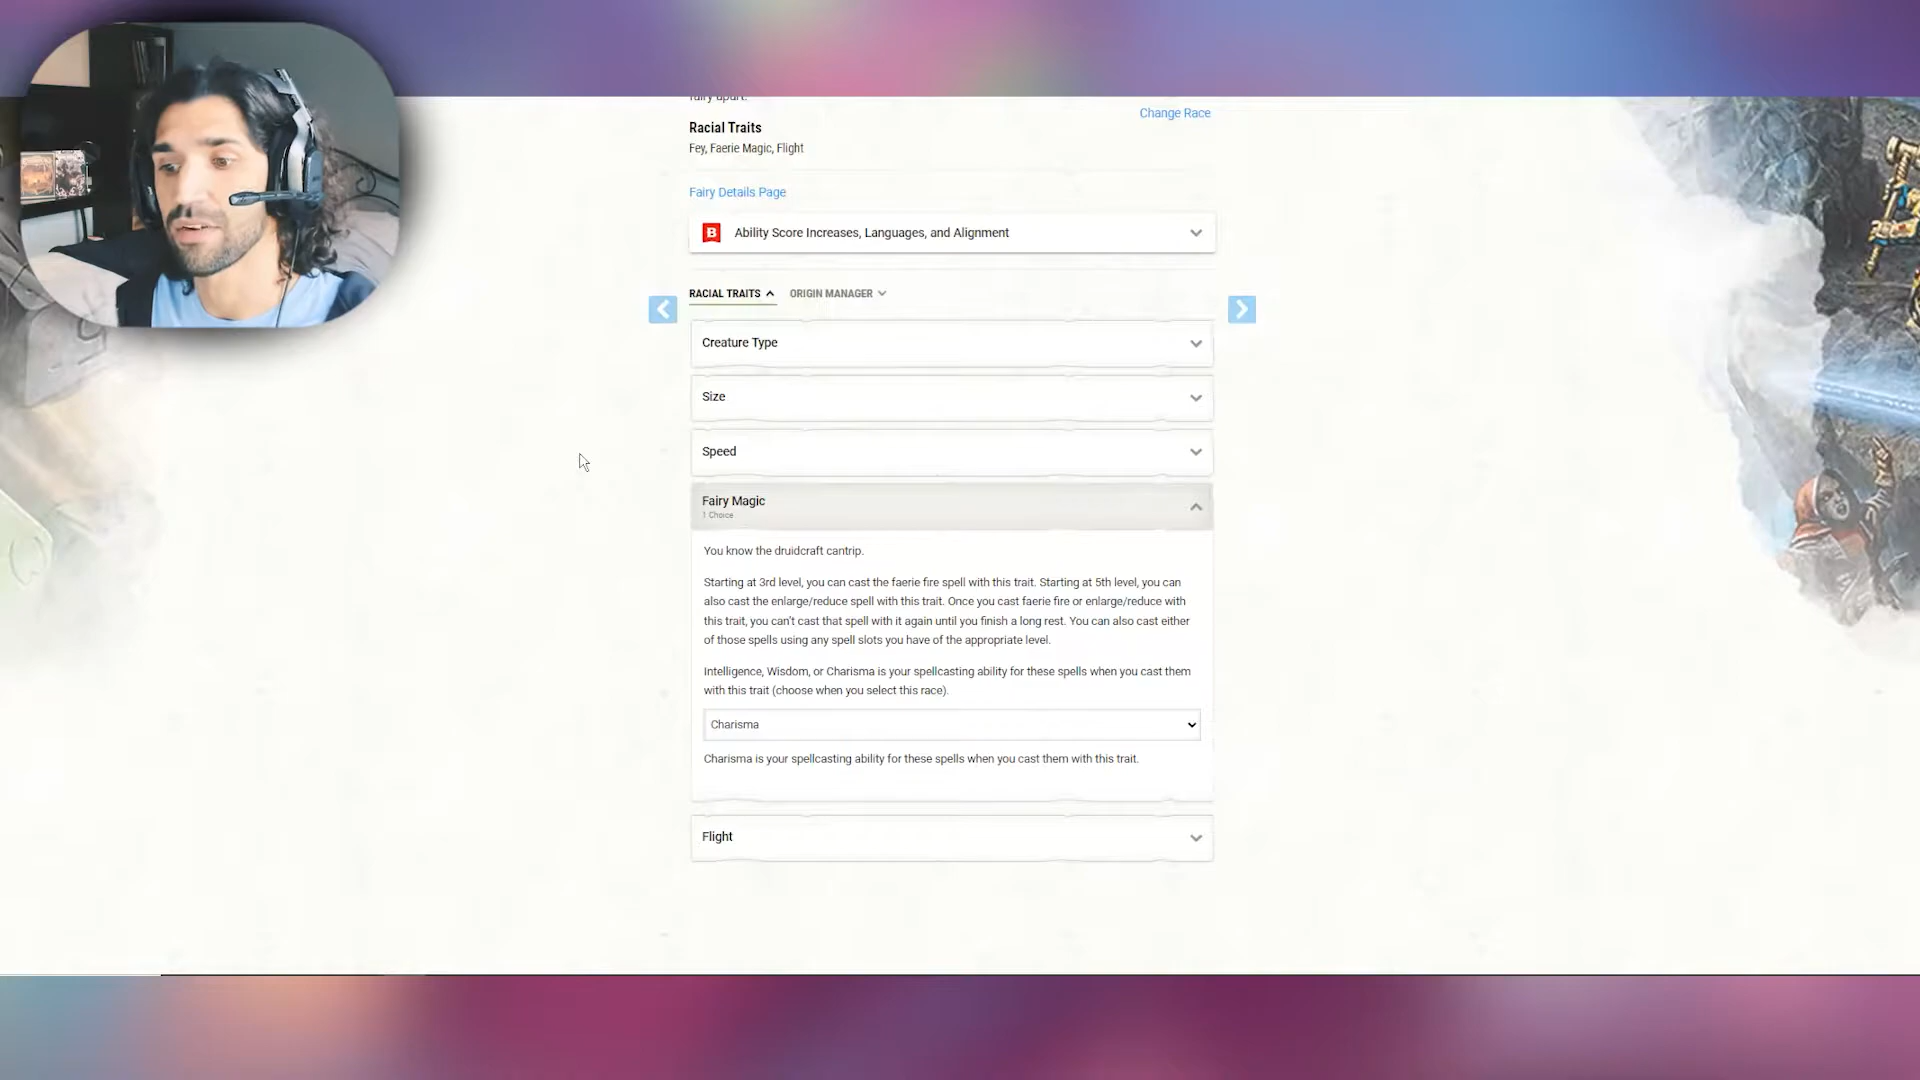 fairy apart.
Change Race
Racial Traits
Fey, Faerie Magic, Flight
Fairy Details Page
B Ability Score Increases, Languages, and Alignment
RACIAL TRAITS ORIGIN MANAGER
Creature Type
Size
Speed
Fairy Magic
1 Choice
You know the druidcraft cantrip.
Starting at 3rd level, you can cast the faerie fire spell with this trait. Starting at 5th level, you can
also cast the enlarge/reduce spell with this trait. Once you cast faerie fire or enlarge/reduce with
this trait, you can't cast that spell with it again until you finish a long rest. You can also cast either
of those spells using any spell slots you have of the appropriate level.
Intelligence, Wisdom, or Charisma is your spellcasting ability for these spells when you cast them
with this trait (choose when you select this race).
Charisma
Charisma is your spellcasting ability for these spells when you cast them with this trait.
Flight